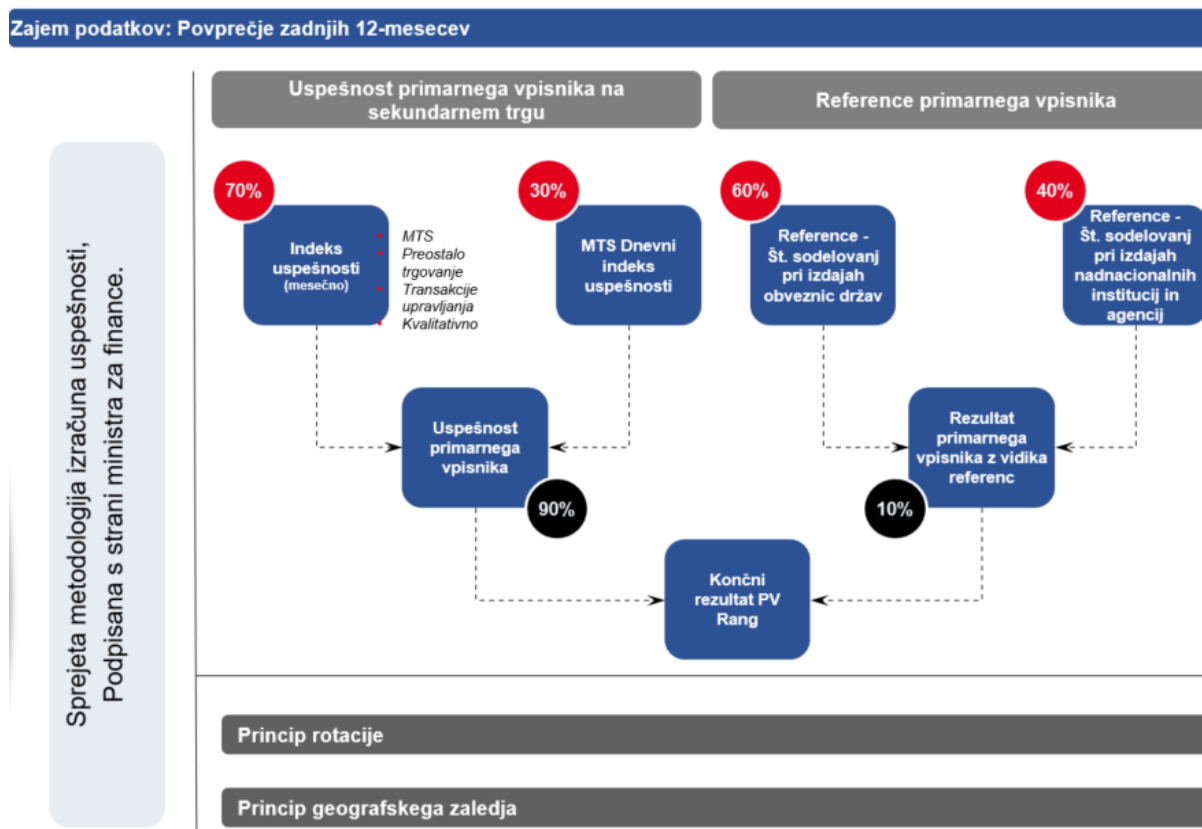 Zajem podatkov: Povprečje zadnjih 12-mesecev
Sprejeta metodologija izračuna uspešnosti,
Podpisana s strani ministra za finance.
Uspešnost primarnega vpisnika na
sekundarnem trgu
Reference primarnega vpisnika
70%
Indeks
uspešnosti
(mesečno)
MTS
Preostalo
trgovanje
Transakcije
upravljanja
Kvalitativno
30%
MTS Dnevni
indeks
uspešnosti
60%
Reference -
Št. sodelovanj
pri izdajah
obveznic držav
40%
Reference -
Št. sodelovanj
pri izdajah
nadnacionalnih
institucij in
agencij
Uspešnost
primarnega
vpisnika
90%
Rezultat
primarnega
vpisnika z vidika
referenc
10%
Končni
rezultat PV
Rang
Princip rotacije
Princip geografskega zaledja